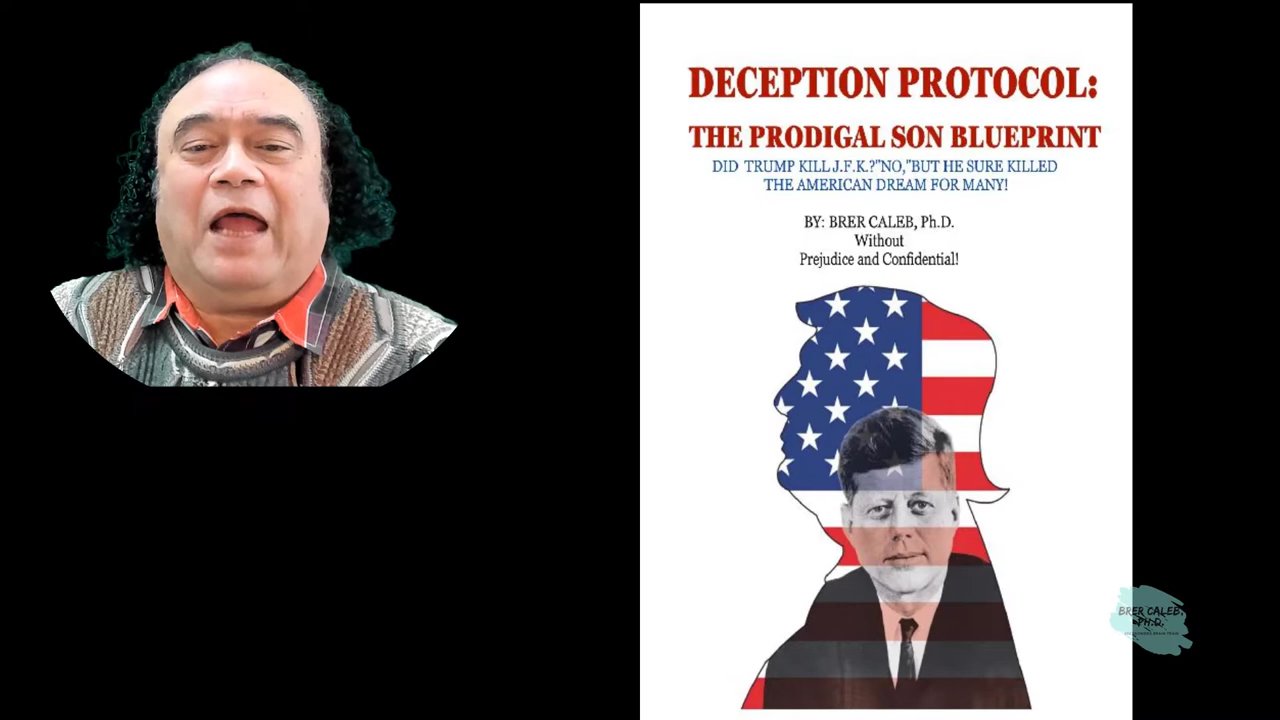 DECEPTION PROTOCOL:
THE PRODIGAL SON BLUEPRINT
DID TRUMP KILL J.F.K.?"NO,"BUT HE SURE KILLED
THE AMERICAN DREAM FOR MANY!
BY: BRER CALEB, Ph.D.
Without
Prejudice and Confidential!
BRER CALEB,
PH.D.